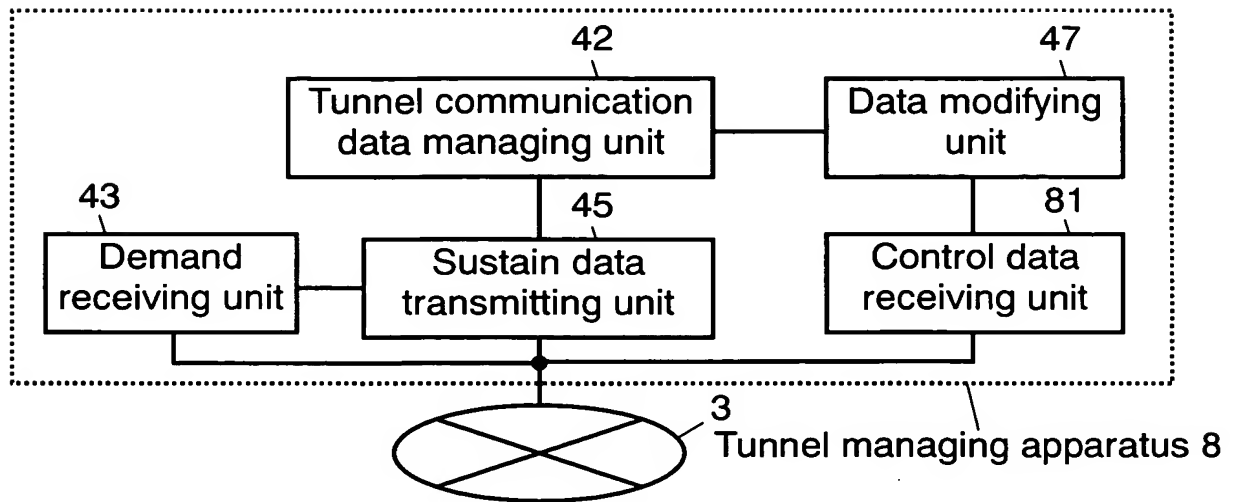 42
47
Tunnel communication
data managing unit
Data modifying
unit
43
45
81
Demand
receiving unit
Sustain data
transmitting unit
Control data
receiving unit
3
Tunnel managing apparatus 8